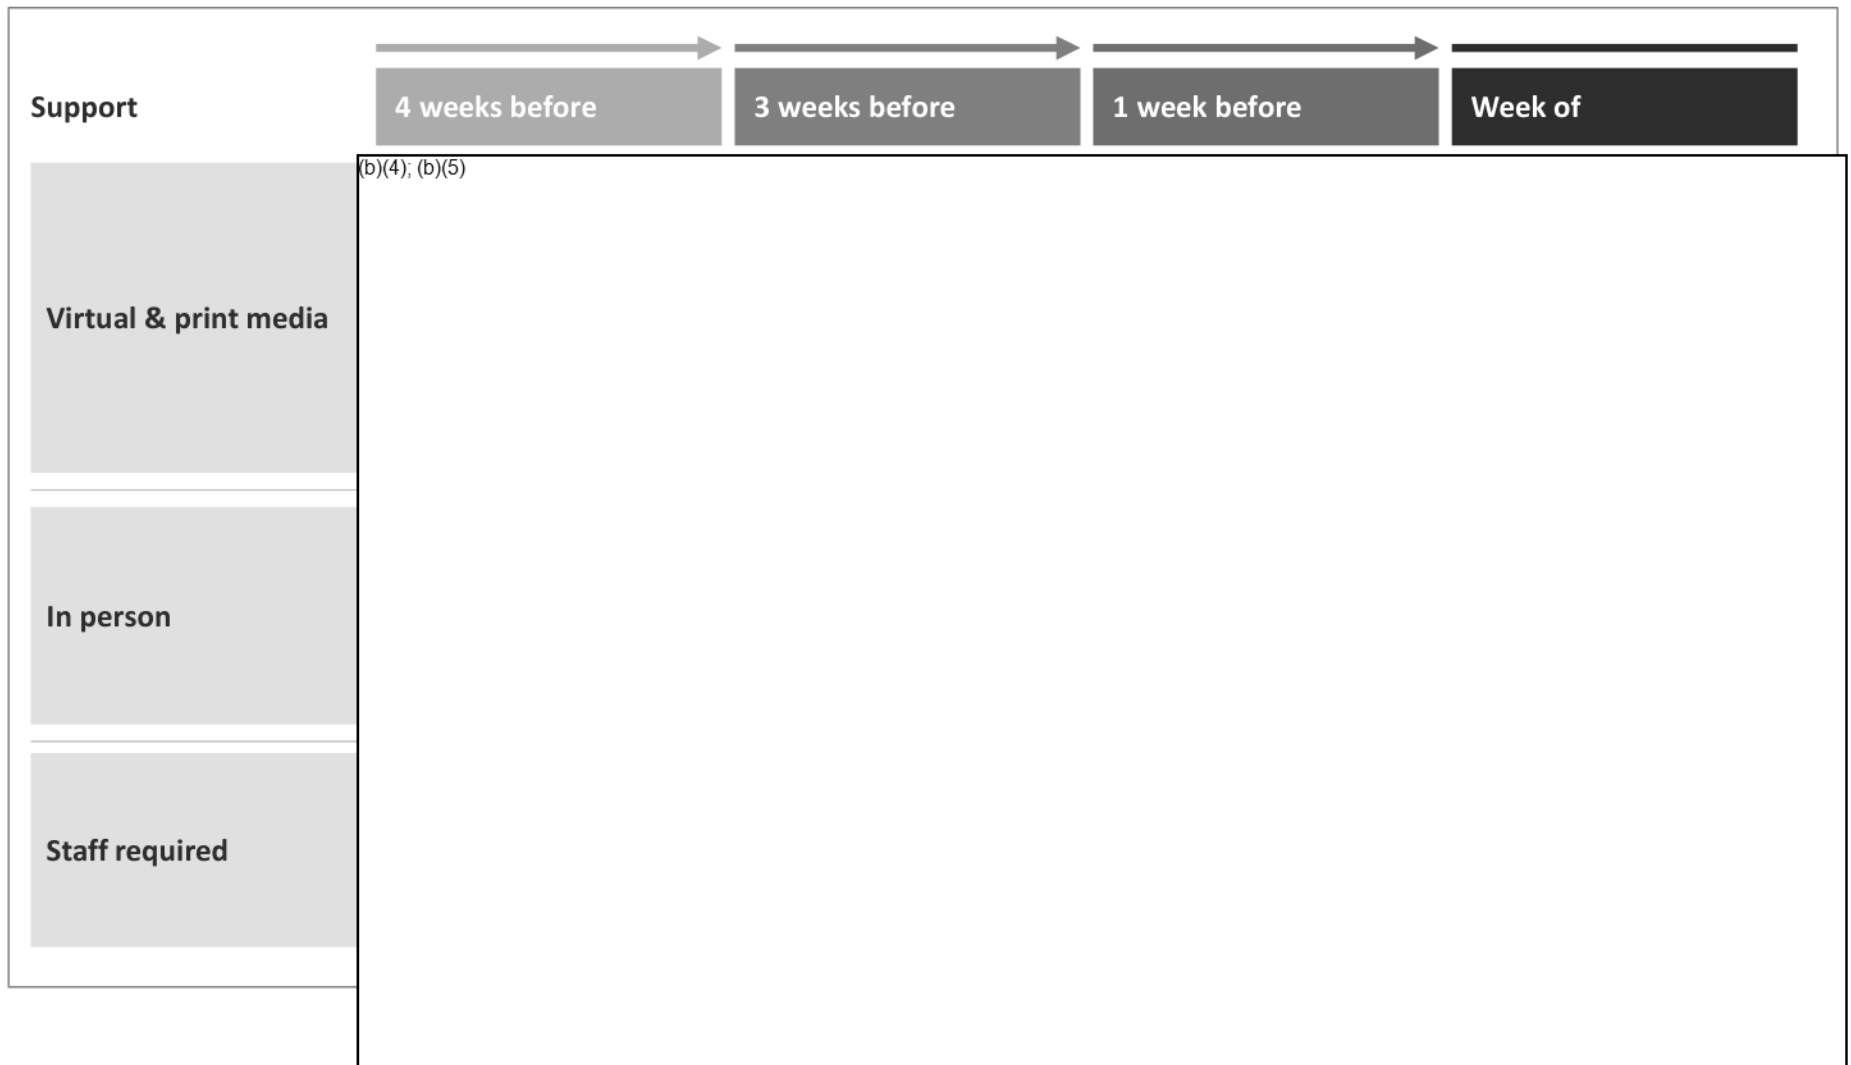 Support
4 weeks before
3 weeks before
1 week before
Week of
(b)(4); (b)(5)
Virtual & print media
In person
Staff required